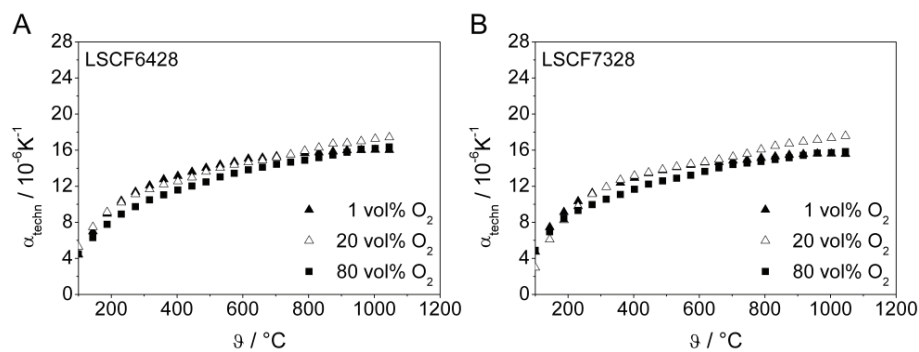 A
B
28
24
20
16
12
8
4
0
α_techn / 10⁻⁶K⁻¹
LSCF6428
▲ 1 vol% O₂
△ 20 vol% O₂
■ 80 vol% O₂
200 400 600 800 1000 1200
ϑ / °C
28
24
20
16
12
8
4
0
α_techn / 10⁻⁶K⁻¹
LSCF7328
▲ 1 vol% O₂
△ 20 vol% O₂
■ 80 vol% O₂
200 400 600 800 1000 1200
ϑ / °C